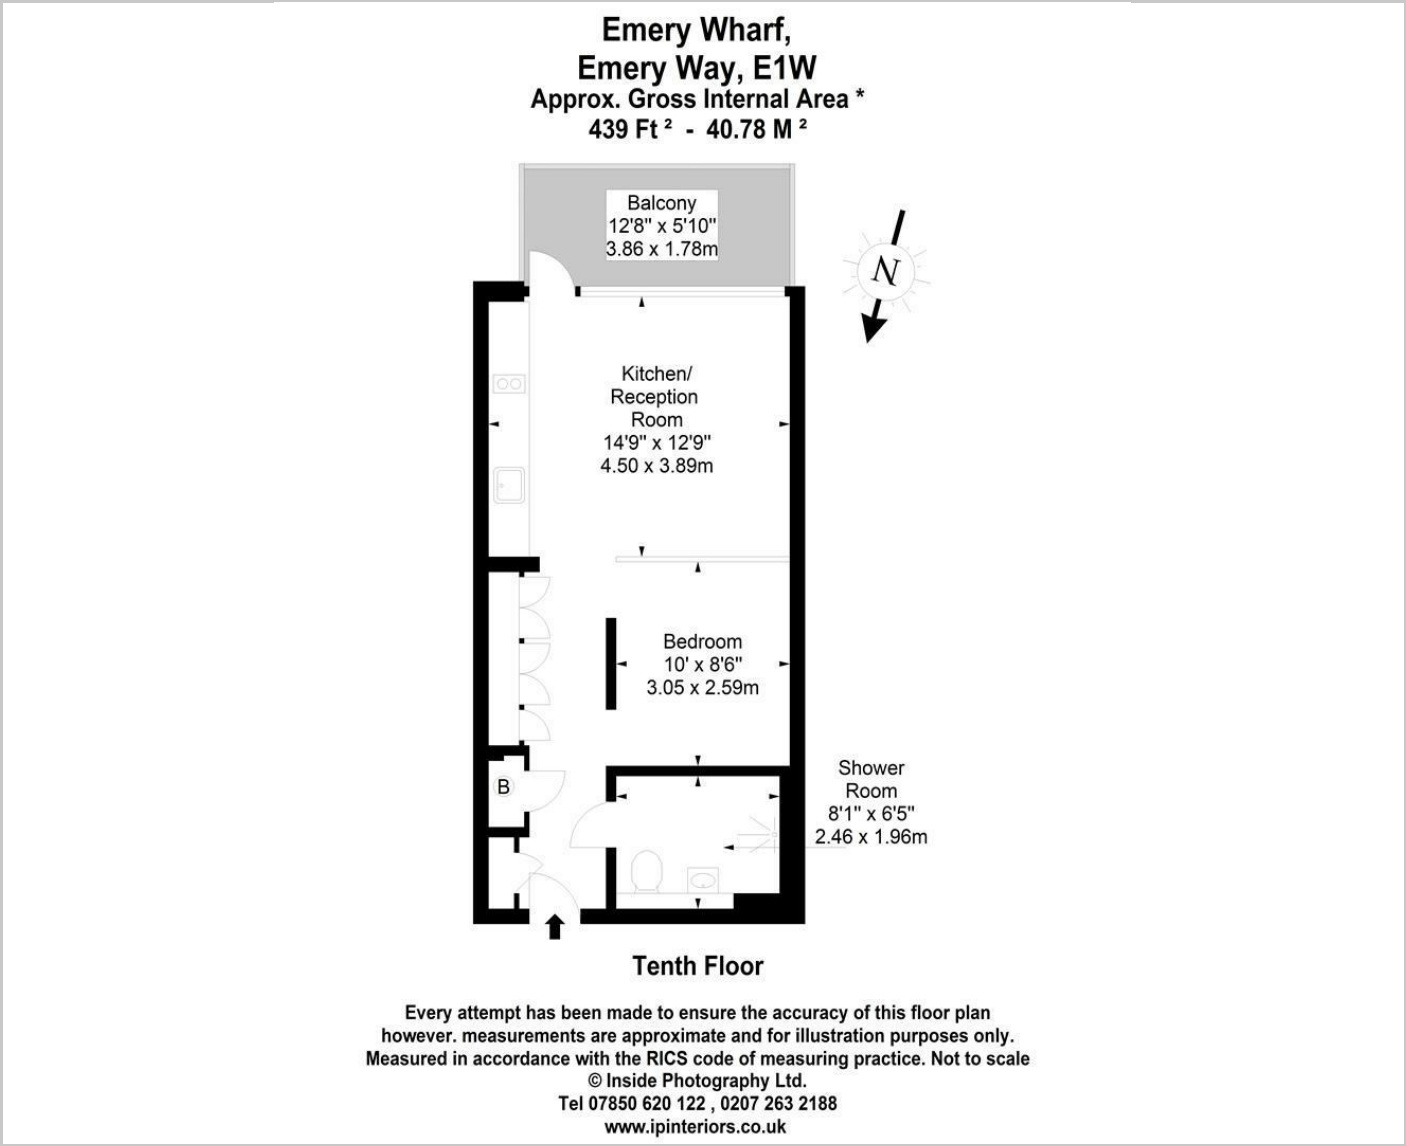 Emery Wharf,
Emery Way, E1W
Approx. Gross Internal Area *
439 Ft ² - 40.78 M ²
Balcony
12'8" x 5'10"
3.86 x 1.78m
N
Kitchen/
Reception
Room
14'9" x 12'9"
4.50 x 3.89m
Bedroom
10' x 8'6"
3.05 x 2.59m
B
Shower
Room
8'1" x 6'5"
2.46 x 1.96m
Tenth Floor
Every attempt has been made to ensure the accuracy of this floor plan
however. measurements are approximate and for illustration purposes only.
Measured in accordance with the RICS code of measuring practice. Not to scale
© Inside Photography Ltd.
Tel 07850 620 122 , 0207 263 2188
www.ipinteriors.co.uk